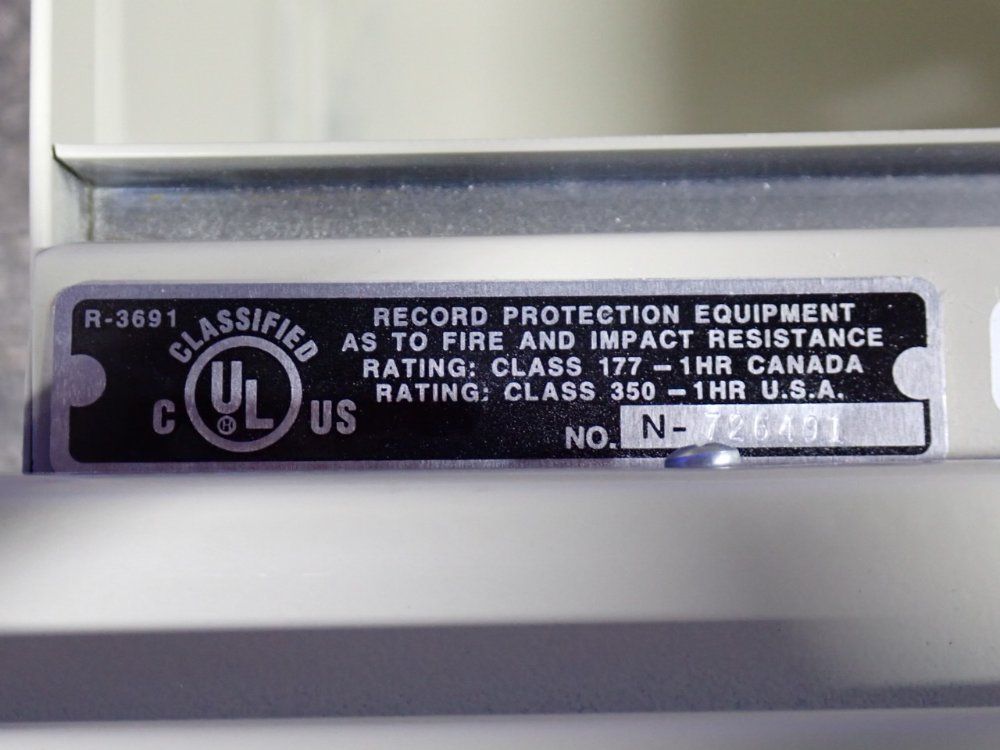 R-3691
CLASSIFIED
C UL US
RECORD PROTECTION EQUIPMENT
AS TO FIRE AND IMPACT RESISTANCE
RATING: CLASS 177 – 1HR CANADA
RATING: CLASS 350 – 1HR U.S.A.
NO. N-726491